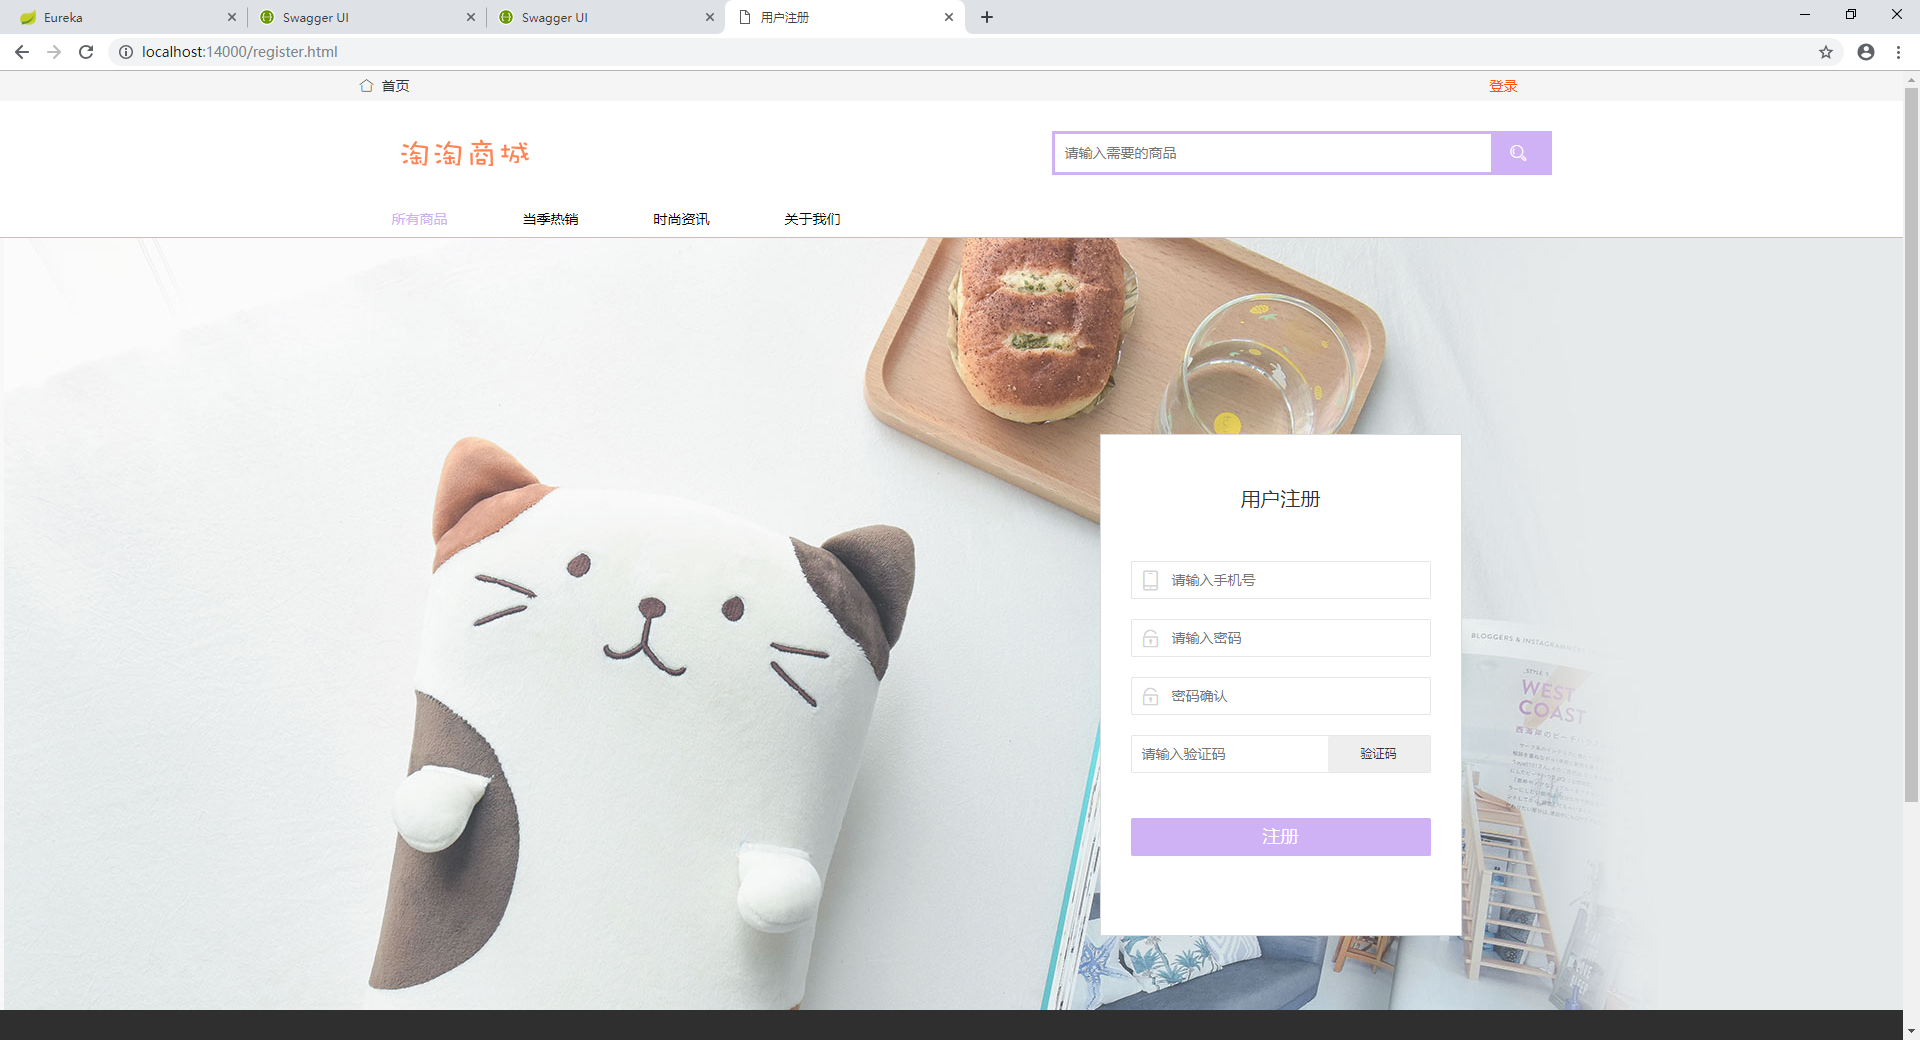 Eureka
Swagger UI
Swagger UI
用户注册
localhost:14000/register.html
首页
登录
淘淘商城
请输入需要的商品
所有商品
当季热销
时尚资讯
关于我们
用户注册
请输入手机号
请输入密码
密码确认
请输入验证码
验证码
注册
BLOGGERS & INSTAGRAMMERS
STYLE 1
WEST
COAST